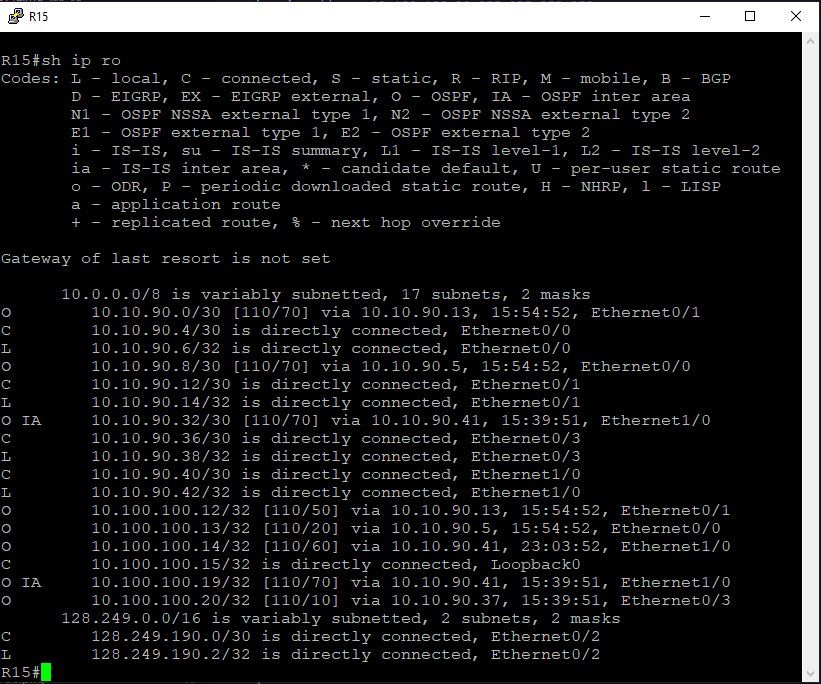 R15
R15#sh ip ro
Codes: L - local, C - connected, S - static, R - RIP, M - mobile, B - BGP
       D - EIGRP, EX - EIGRP external, O - OSPF, IA - OSPF inter area
       N1 - OSPF NSSA external type 1, N2 - OSPF NSSA external type 2
       E1 - OSPF external type 1, E2 - OSPF external type 2
       i - IS-IS, su - IS-IS summary, L1 - IS-IS level-1, L2 - IS-IS level-2
       ia - IS-IS inter area, * - candidate default, U - per-user static route
       o - ODR, P - periodic downloaded static route, H - NHRP, l - LISP
       a - application route
       + - replicated route, % - next hop override
Gateway of last resort is not set
      10.0.0.0/8 is variably subnetted, 17 subnets, 2 masks
O        10.10.90.0/30 [110/70] via 10.10.90.13, 15:54:52, Ethernet0/1
C        10.10.90.4/30 is directly connected, Ethernet0/0
L        10.10.90.6/32 is directly connected, Ethernet0/0
O        10.10.90.8/30 [110/70] via 10.10.90.5, 15:54:52, Ethernet0/0
C        10.10.90.12/30 is directly connected, Ethernet0/1
L        10.10.90.14/32 is directly connected, Ethernet0/1
O IA     10.10.90.32/30 [110/70] via 10.10.90.41, 15:39:51, Ethernet1/0
C        10.10.90.36/30 is directly connected, Ethernet0/3
L        10.10.90.38/32 is directly connected, Ethernet0/3
C        10.10.90.40/30 is directly connected, Ethernet1/0
L        10.10.90.42/32 is directly connected, Ethernet1/0
O        10.100.100.12/32 [110/50] via 10.10.90.13, 15:54:52, Ethernet0/1
O        10.100.100.13/32 [110/20] via 10.10.90.5, 15:54:52, Ethernet0/0
O        10.100.100.14/32 [110/60] via 10.10.90.41, 23:03:52, Ethernet1/0
C        10.100.100.15/32 is directly connected, Loopback0
O IA     10.100.100.19/32 [110/70] via 10.10.90.41, 15:39:51, Ethernet1/0
O        10.100.100.20/32 [110/10] via 10.10.90.37, 15:39:51, Ethernet0/3
      128.249.0.0/16 is variably subnetted, 2 subnets, 2 masks
C        128.249.190.0/30 is directly connected, Ethernet0/2
L        128.249.190.2/32 is directly connected, Ethernet0/2
R15#